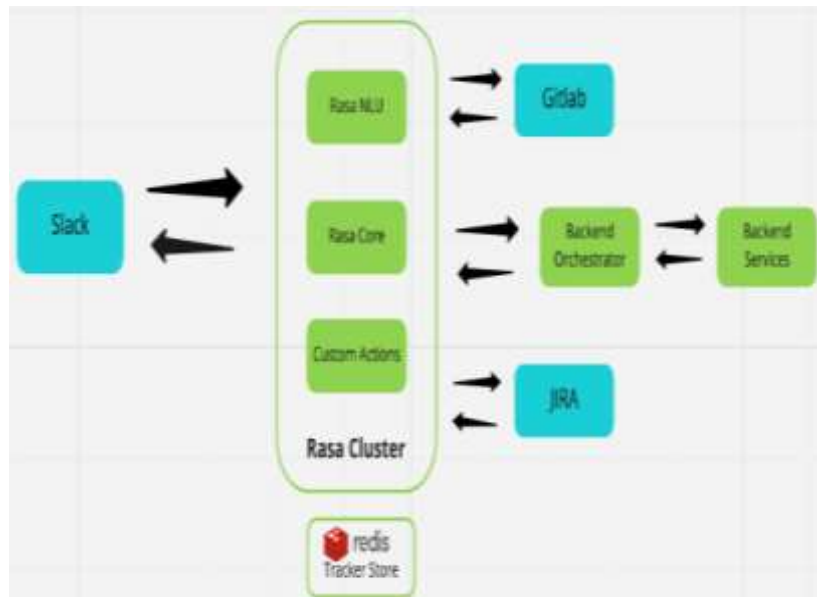 Rasa NLU
Gitlab
Slack
Rasa Core
Backend
Orchestrator
Backend
Services
Custom Actions
JIRA
Rasa Cluster
redis
Tracker Store